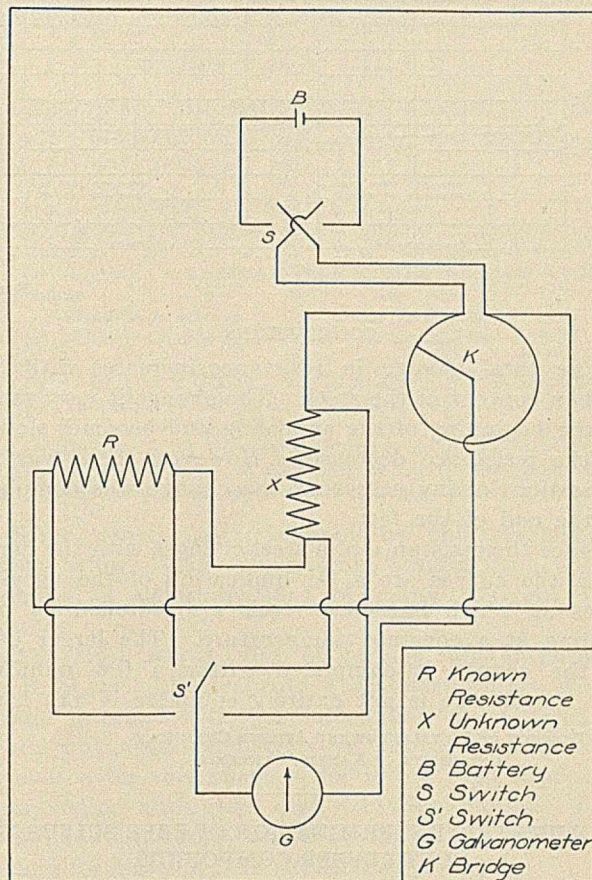 B
S
K
R
X
S'
G
R Known
Resistance
X Unknown
Resistance
B Battery
S Switch
S' Switch
G Galvanometer
K Bridge